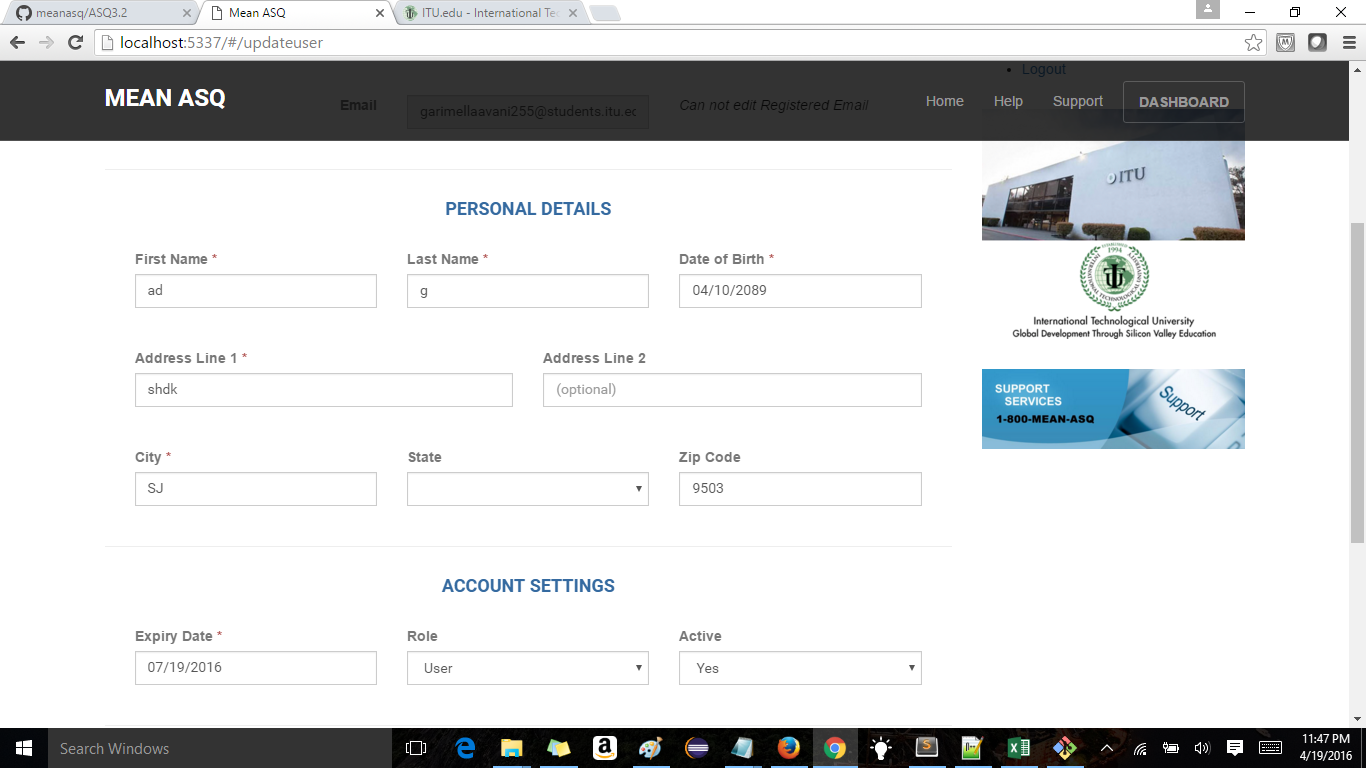 meanasq/ASQ3.2
Mean ASQ
ITU.edu - International Te
localhost:5337/#/updateuser
Logout
MEAN ASQ
Email
garimellaavani255@students.itu.ec
Can not edit Registered Email
Home
Help
Support
DASHBOARD
ITU
PERSONAL DETAILS
First Name *
Last Name *
Date of Birth *
ad
g
04/10/2089
1994
International Technological University
Global Development Through Silicon Valley Education
Address Line 1 *
Address Line 2
shdk
(optional)
SUPPORT
SERVICES
1-800-MEAN-ASQ
Support
City *
State
Zip Code
SJ
9503
ACCOUNT SETTINGS
Expiry Date *
Role
Active
07/19/2016
User
Yes
Search Windows
11:47 PM
4/19/2016